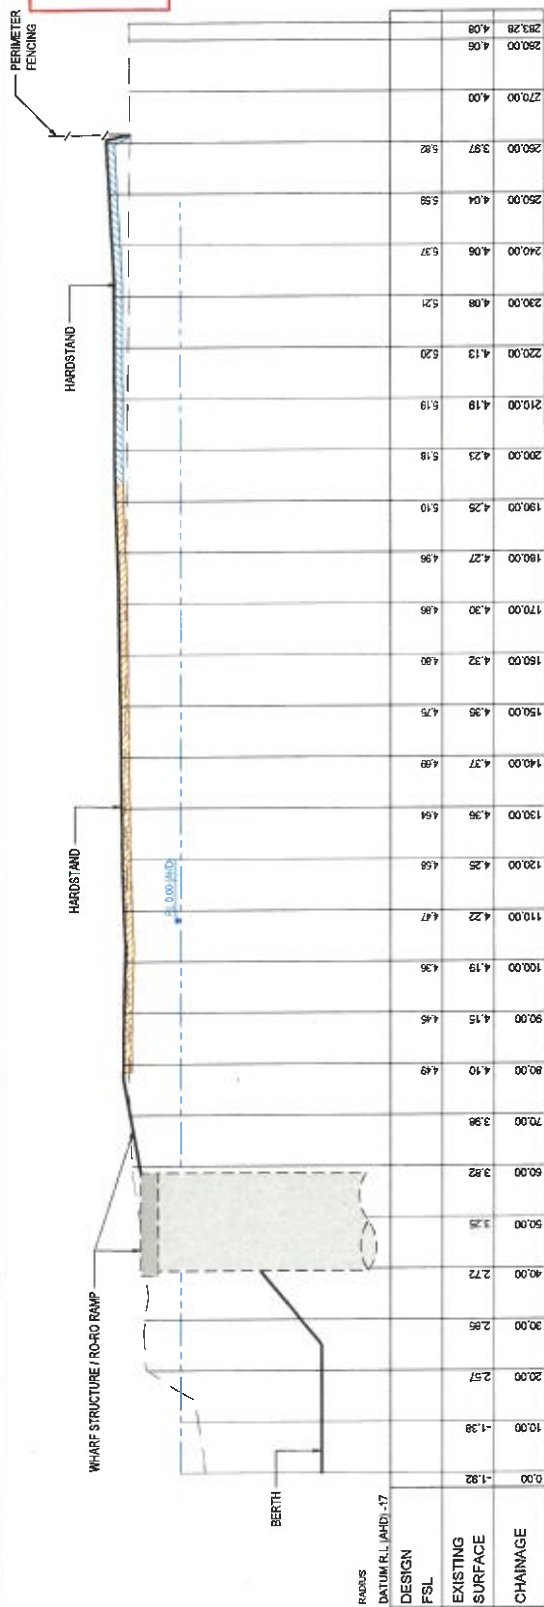 PERIMETER
FENCING
HARDSTAND
HARDSTAND
R.L 0.00 (AHD)
WHARF STRUCTURE / RO-RO RAMP
BERTH
RADIUS
DATUM R.L (AHD) -17
DESIGN
FSL
4.49 4.45 4.36 4.47 4.58 4.64 4.69 4.75 4.80 4.86 4.96 5.10 5.18 5.19 5.20 5.21 5.37 5.59 5.82
EXISTING
SURFACE
-1.92 -1.38 2.57 2.85 2.72 3.25 3.82 3.98 4.10 4.15 4.19 4.22 4.25 4.36 4.37 4.35 4.32 4.30 4.27 4.25 4.23 4.19 4.13 4.08 4.06 4.04 3.97 4.00 4.06 4.08
CHAINAGE
0.00 10.00 20.00 30.00 40.00 50.00 60.00 70.00 80.00 90.00 100.00 110.00 120.00 130.00 140.00 150.00 160.00 170.00 180.00 190.00 200.00 210.00 220.00 230.00 240.00 250.00 260.00 270.00 280.00 283.28